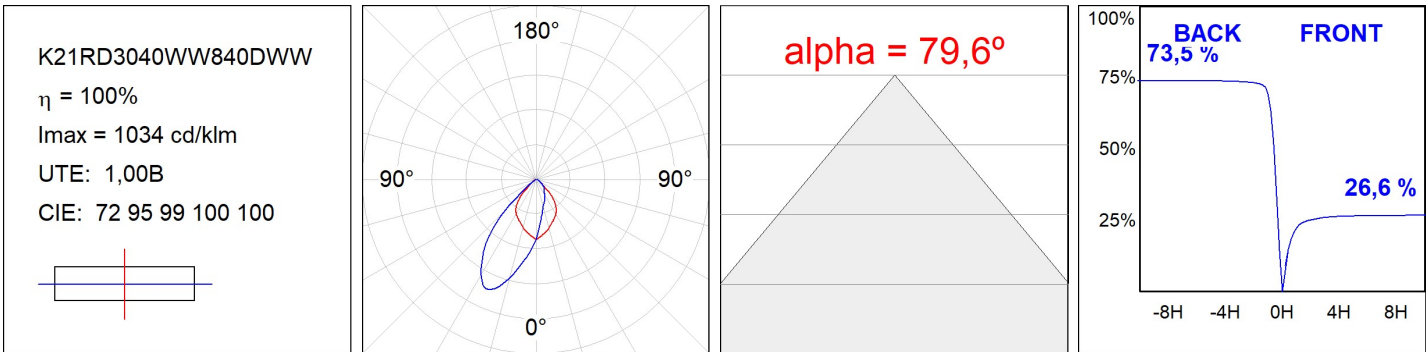 K21RD3040WW840DWW
η = 100%
Imax = 1034 cd/klm
UTE: 1,00B
CIE: 72 95 99 100 100
180°
90° 90°
0°
alpha = 79,6º
100%
BACK FRONT
73,5 %
75%
50%
26,6 %
25%
-8H -4H 0H 4H 8H